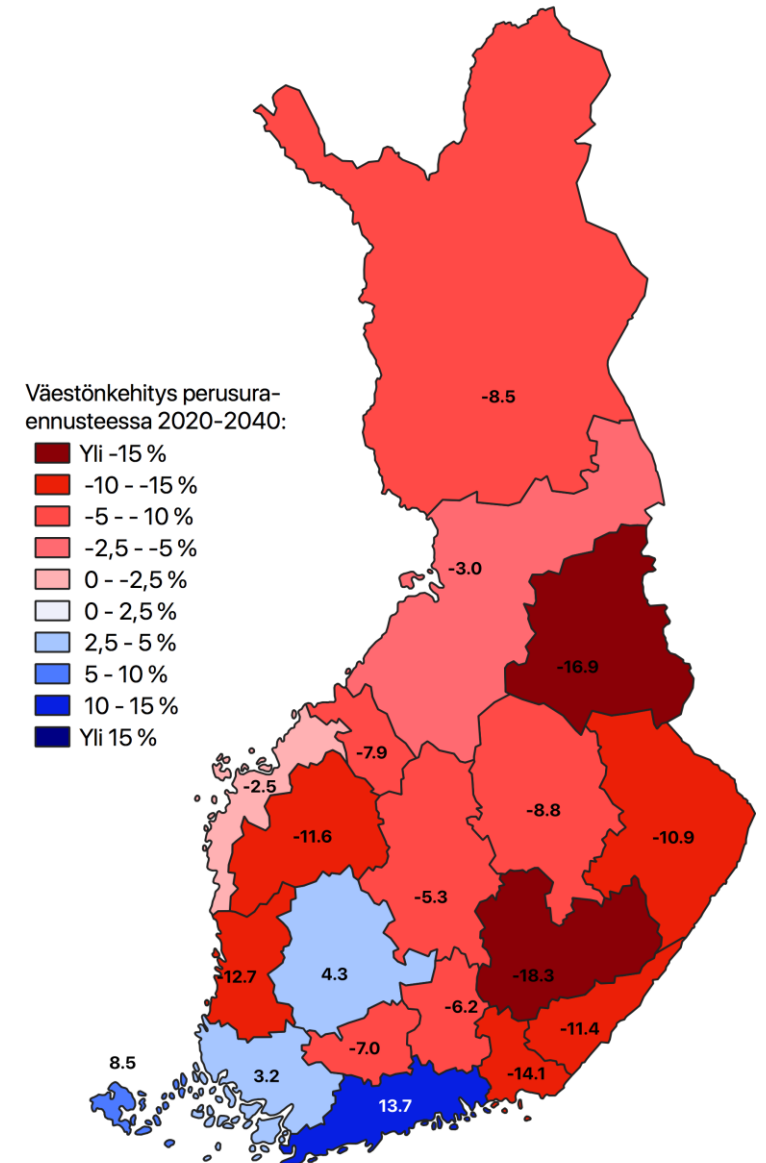 -8.5
Väestönkehitys perusura-
ennusteessa 2020-2040:
Yli -15 %
-10 - -15 %
-5 - - 10 %
-2,5 - -5 %
0 - -2,5 %
0 - 2,5 %
2,5 - 5 %
5 - 10 %
10 - 15 %
Yli 15 %
-3.0
-16.9
-7.9
-2.5
-8.8
-11.6
-10.9
-5.3
-12.7
4.3
-18.3
-6.2
-11.4
-7.0
8.5
3.2
-14.1
13.7